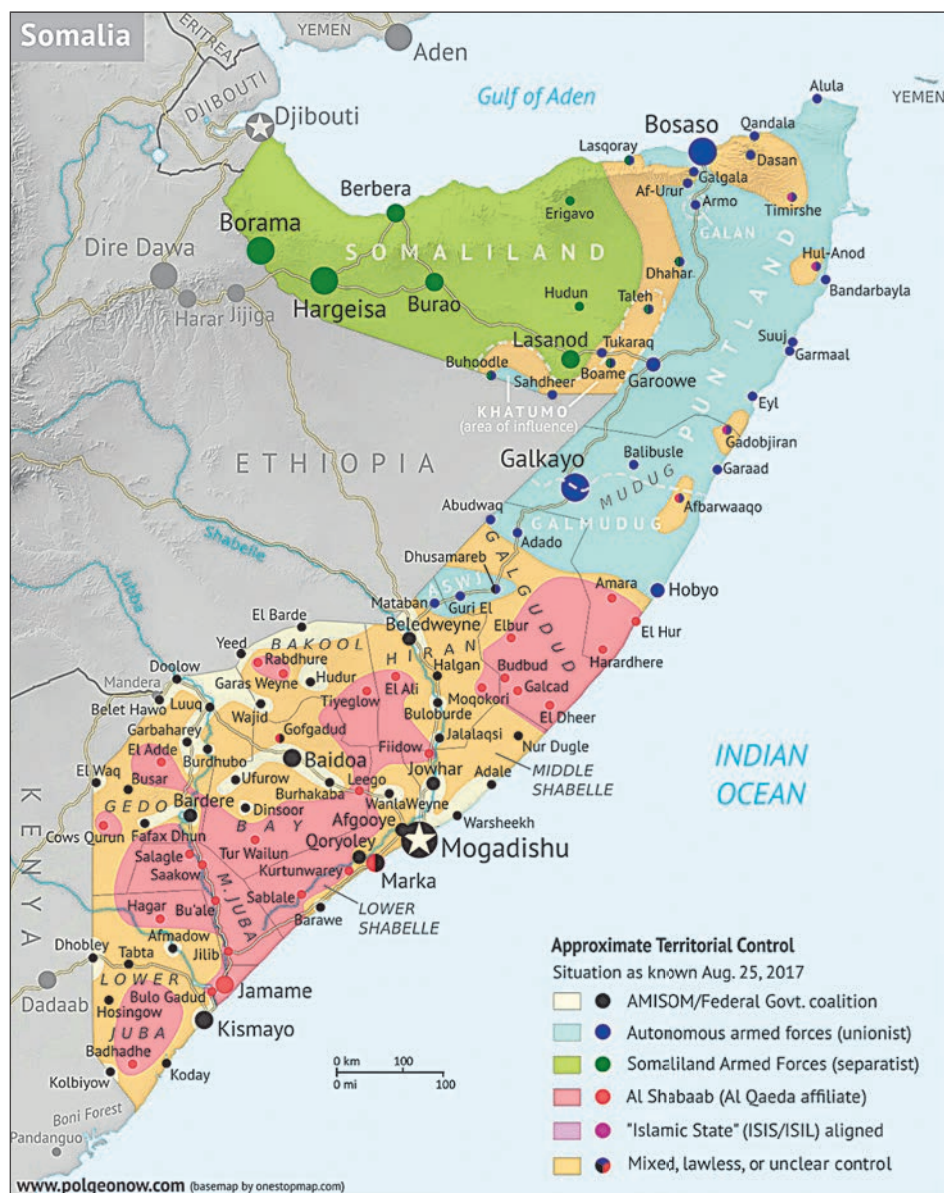 Somalia
ERITREA
YEMEN
Aden
DJIBOUTI
Djibouti
Gulf of Aden
Alula
YEMEN
Bosaso
Qandala
Lasqoray
Dasan
Galgala
Af-Urur
Armo
Timirshe
Berbera
Erigavo
Borama
SOMALILAND
GALAN
Dire Dawa
Hul-Anod
Dhahar
Bandarbayla
Hargeisa
Burao
Hudun
Taleh
Harar
Jijiga
PUNTLAND
Lasanod
Tukaraq
Suuj
Garmaal
Buhoodle
Boame
Garoowe
Sahdheer
Eyl
KHATUMO
(area of influence)
Gadobjiran
ETHIOPIA
Galkayo
Balibusle
MUDUG
Garaad
Abudwaq
Afbarwaaqo
GALMUDUG
Shabelle
Adado
Dhusamareb
GALGUDUD
Jubba
ASWJ
Amara
Hobyo
Mataban
Guri El
El Barde
Beledweyne
Elbur
El Hur
Yeed
BAKOOL
HIRAN
Rabdhure
Halgan
Budbud
Harardhere
Doolow
Mandera
Garas Weyne
Hudur
El Ali
Moqokori
Galcad
Belet Hawo
Luuq
Wajid
Tiyeglow
Buloburde
El Dheer
Garbaharey
Gofgadud
Jalalaqsi
Nur Dugle
El Adde
Burdhubo
Baidoa
Fiidow
MIDDLE
SHABELLE
INDIAN
OCEAN
El Waq
Busar
Ufurow
Leego
Jowhar
Adale
GEDO
Bardere
Burhakaba
WanlaWeyne
Dinsoor
BAY
Afgooye
Warsheekh
Cows Qurun
Fafax Dhun
Qoryoley
Mogadishu
KENYA
Salagle
Tur Wailun
Saakow
Kurtunwarey
Marka
M. JUBA
Sablale
LOWER
SHABELLE
Hagar
Bu'ale
Barawe
Dhobley
Afmadow
Tabta
Jilib
Dadaab
LOWER
JUBA
Bulo Gadud
Jamame
Hosingow
Kismayo
Badhadhe
Kolbiyow
Koday
Boni Forest
Pandanguo
0 km 100
0 mi 100
Approximate Territorial Control
Situation as known Aug. 25, 2017
AMISOM/Federal Govt. coalition
Autonomous armed forces (unionist)
Somaliland Armed Forces (separatist)
Al Shabaab (Al Qaeda affiliate)
"Islamic State" (ISIS/ISIL) aligned
Mixed, lawless, or unclear control
www.polgeonow.com (basemap by onestopmap.com)